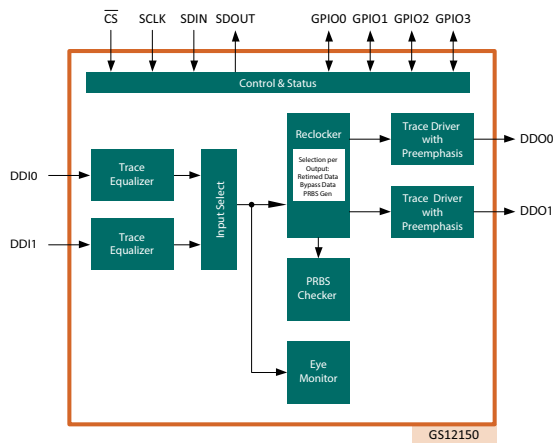 CS SCLK SDIN SDOUT GPIO0 GPIO1 GPIO2 GPIO3
Control & Status
Reclocker
Selection per
Output:
Retimed Data
Bypass Data
PRBS Gen
Trace Driver
with
Preemphasis
DDO0
DDI0
Trace
Equalizer
Input Select
Trace Driver
with
Preemphasis
DDO1
DDI1
Trace
Equalizer
PRBS
Checker
Eye
Monitor
GS12150